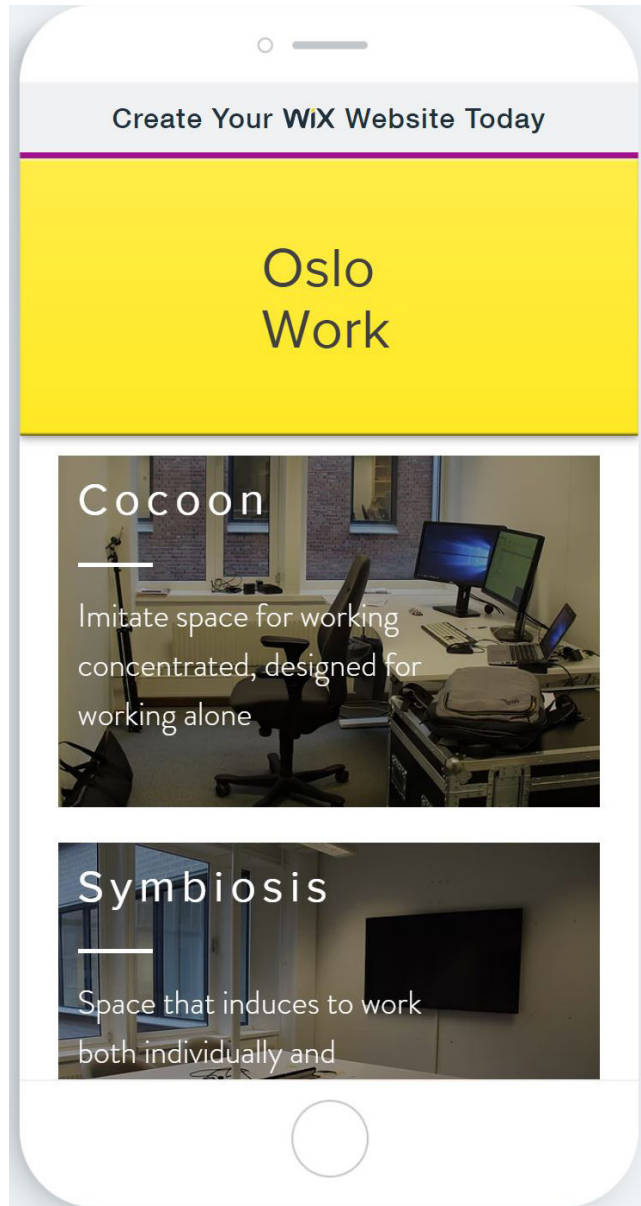 Create Your WiX Website Today
Oslo
Work
Cocoon
Imitate space for working
concentrated, designed for
working alone
Symbiosis
Space that induces to work
both individually and